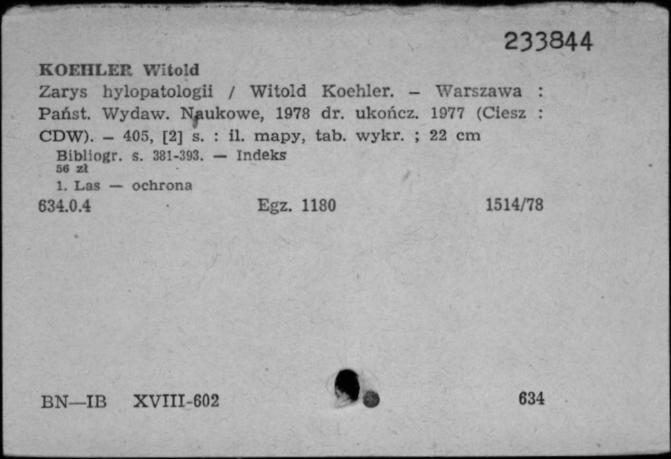 233844
KOEHLER Witold
Zarys hylopatologii / Witold Koehler. — Warszawa :
Państ. Wydaw. Naukowe, 1978 dr. ukończ. 1977 (Ciesz :
CDW). — 405, [2] s. : il. mapy, tab. wykr. ; 22 cm
Bibliogr. s. 381-393. — Indeks
56 zł
1. Las — ochrona
634.0.4 Egz. 1180 1514/78
BN—IB XVIII-602 634